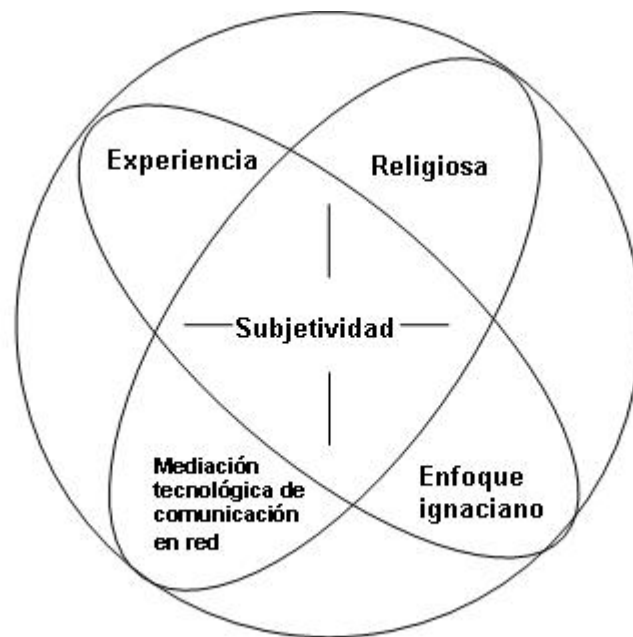 Experiencia
Religiosa
Subjetividad
Mediación
tecnológica de
comunicación
en red
Enfoque
ignaciano